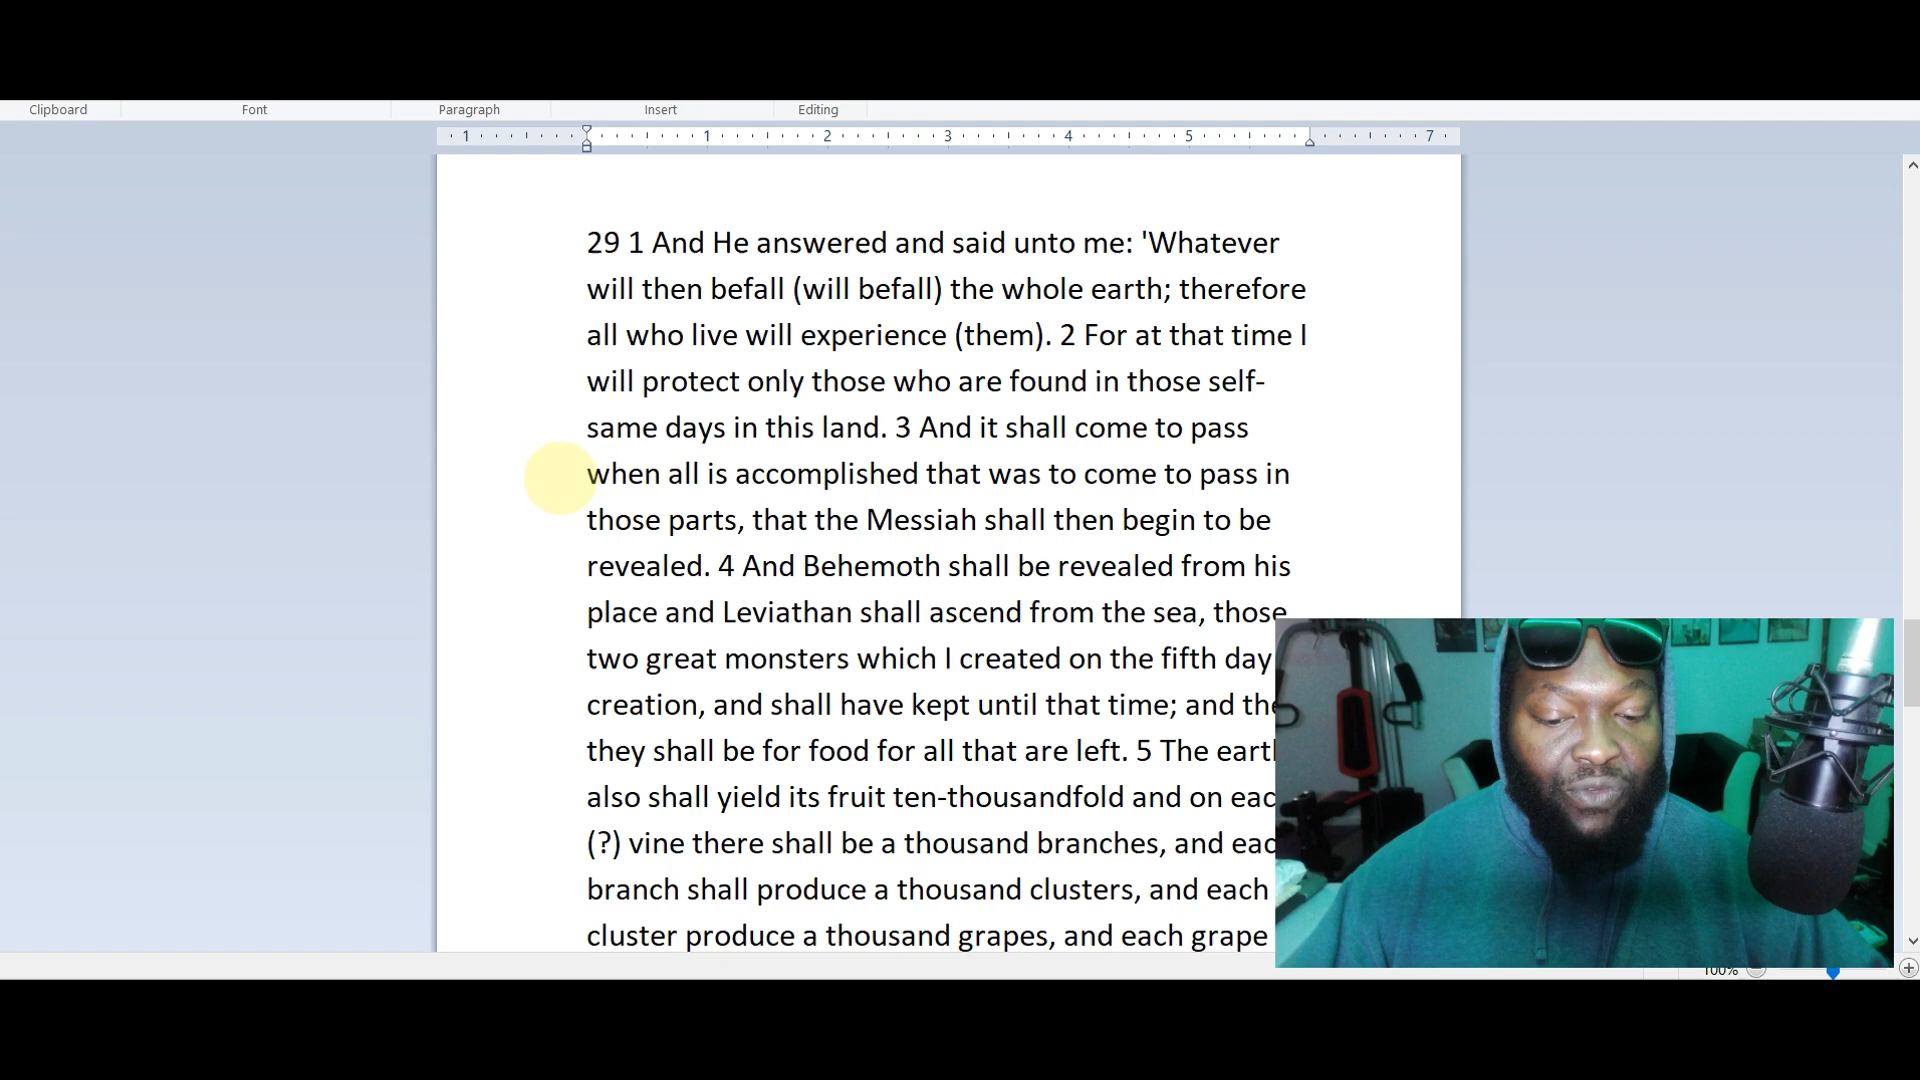 Clipboard Font Paragraph Insert Editing
1 1 2 3 4 5 7
29 1 And He answered and said unto me: 'Whatever
will then befall (will befall) the whole earth; therefore
all who live will experience (them). 2 For at that time I
will protect only those who are found in those self-
same days in this land. 3 And it shall come to pass
when all is accomplished that was to come to pass in
those parts, that the Messiah shall then begin to be
revealed. 4 And Behemoth shall be revealed from his
place and Leviathan shall ascend from the sea, those
two great monsters which I created on the fifth day
creation, and shall have kept until that time; and
they shall be for food for all that are left. 5 The
also shall yield its fruit ten-thousandfold and on
(?) vine there shall be a thousand branches, and
branch shall produce a thousand clusters, and each
cluster produce a thousand grapes, and each grape
100%